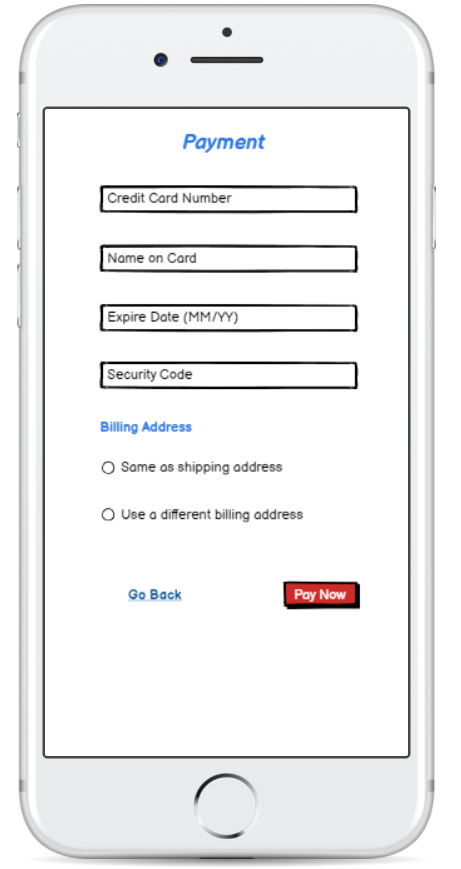 Payment
Credit Card Number
Name on Card
Expire Date (MM/YY)
Security Code
Billing Address
Same as shipping address
Use a different billing address
Go Back
Pay Now